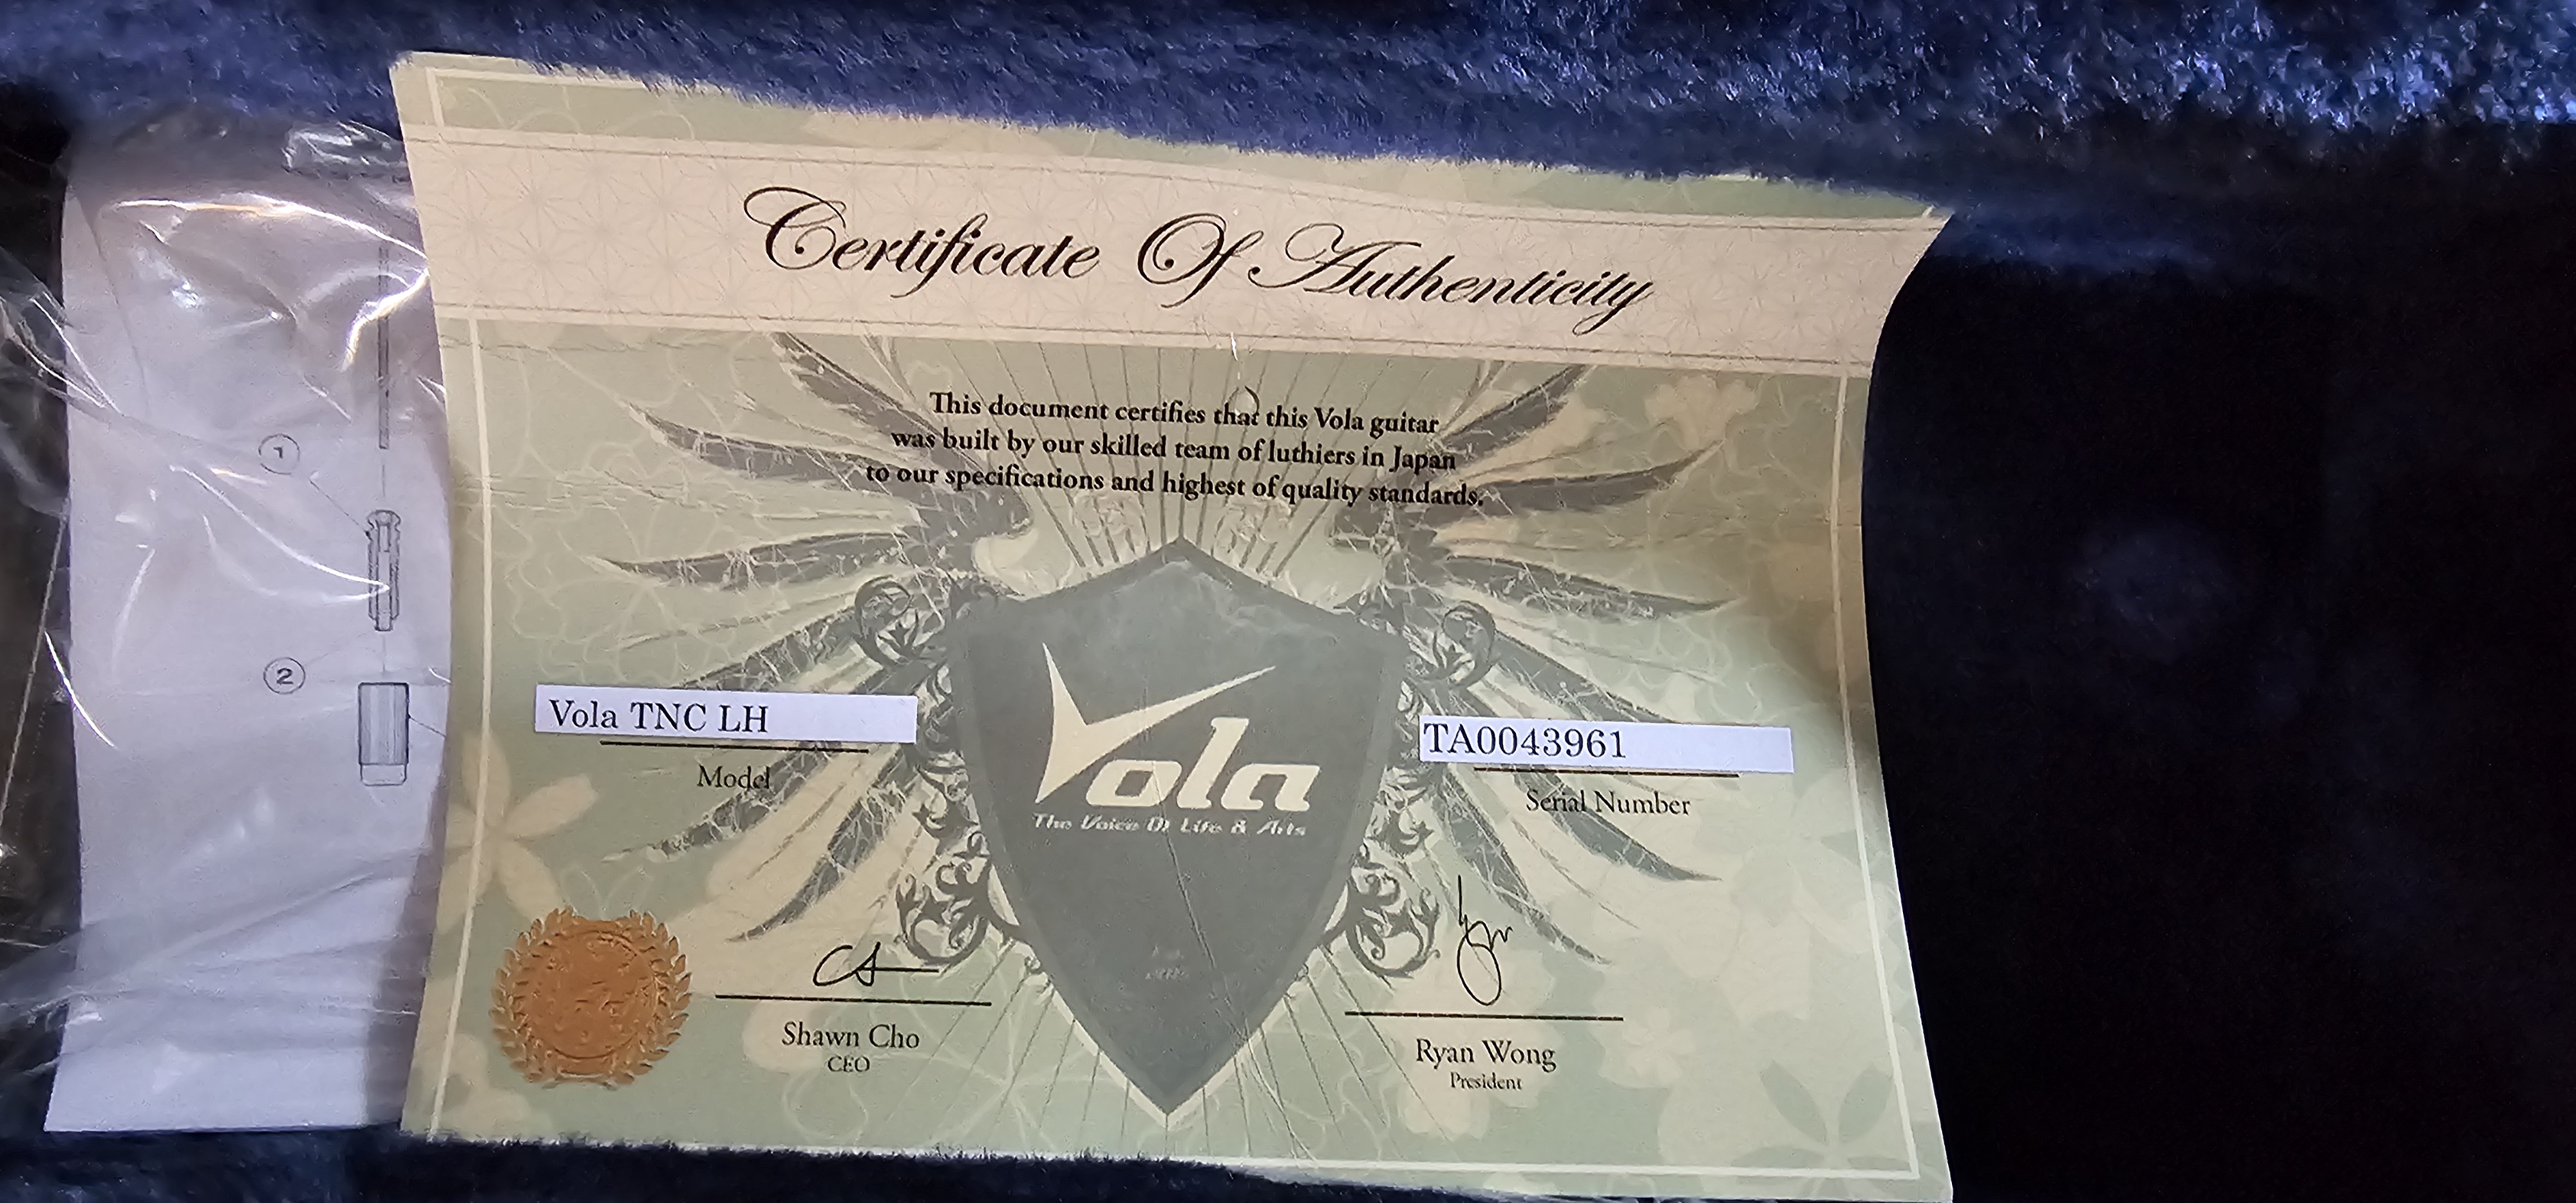 Certificate Of Authenticity
This document certifies that this Vola guitar
was built by our skilled team of luthiers in Japan
to our specifications and highest of quality standards.
1
2
Vola TNC LH
Model
TA0043961
Serial Number
Vola
The Voice Of Life & Arts
Shawn Cho
CEO
Ryan Wong
President